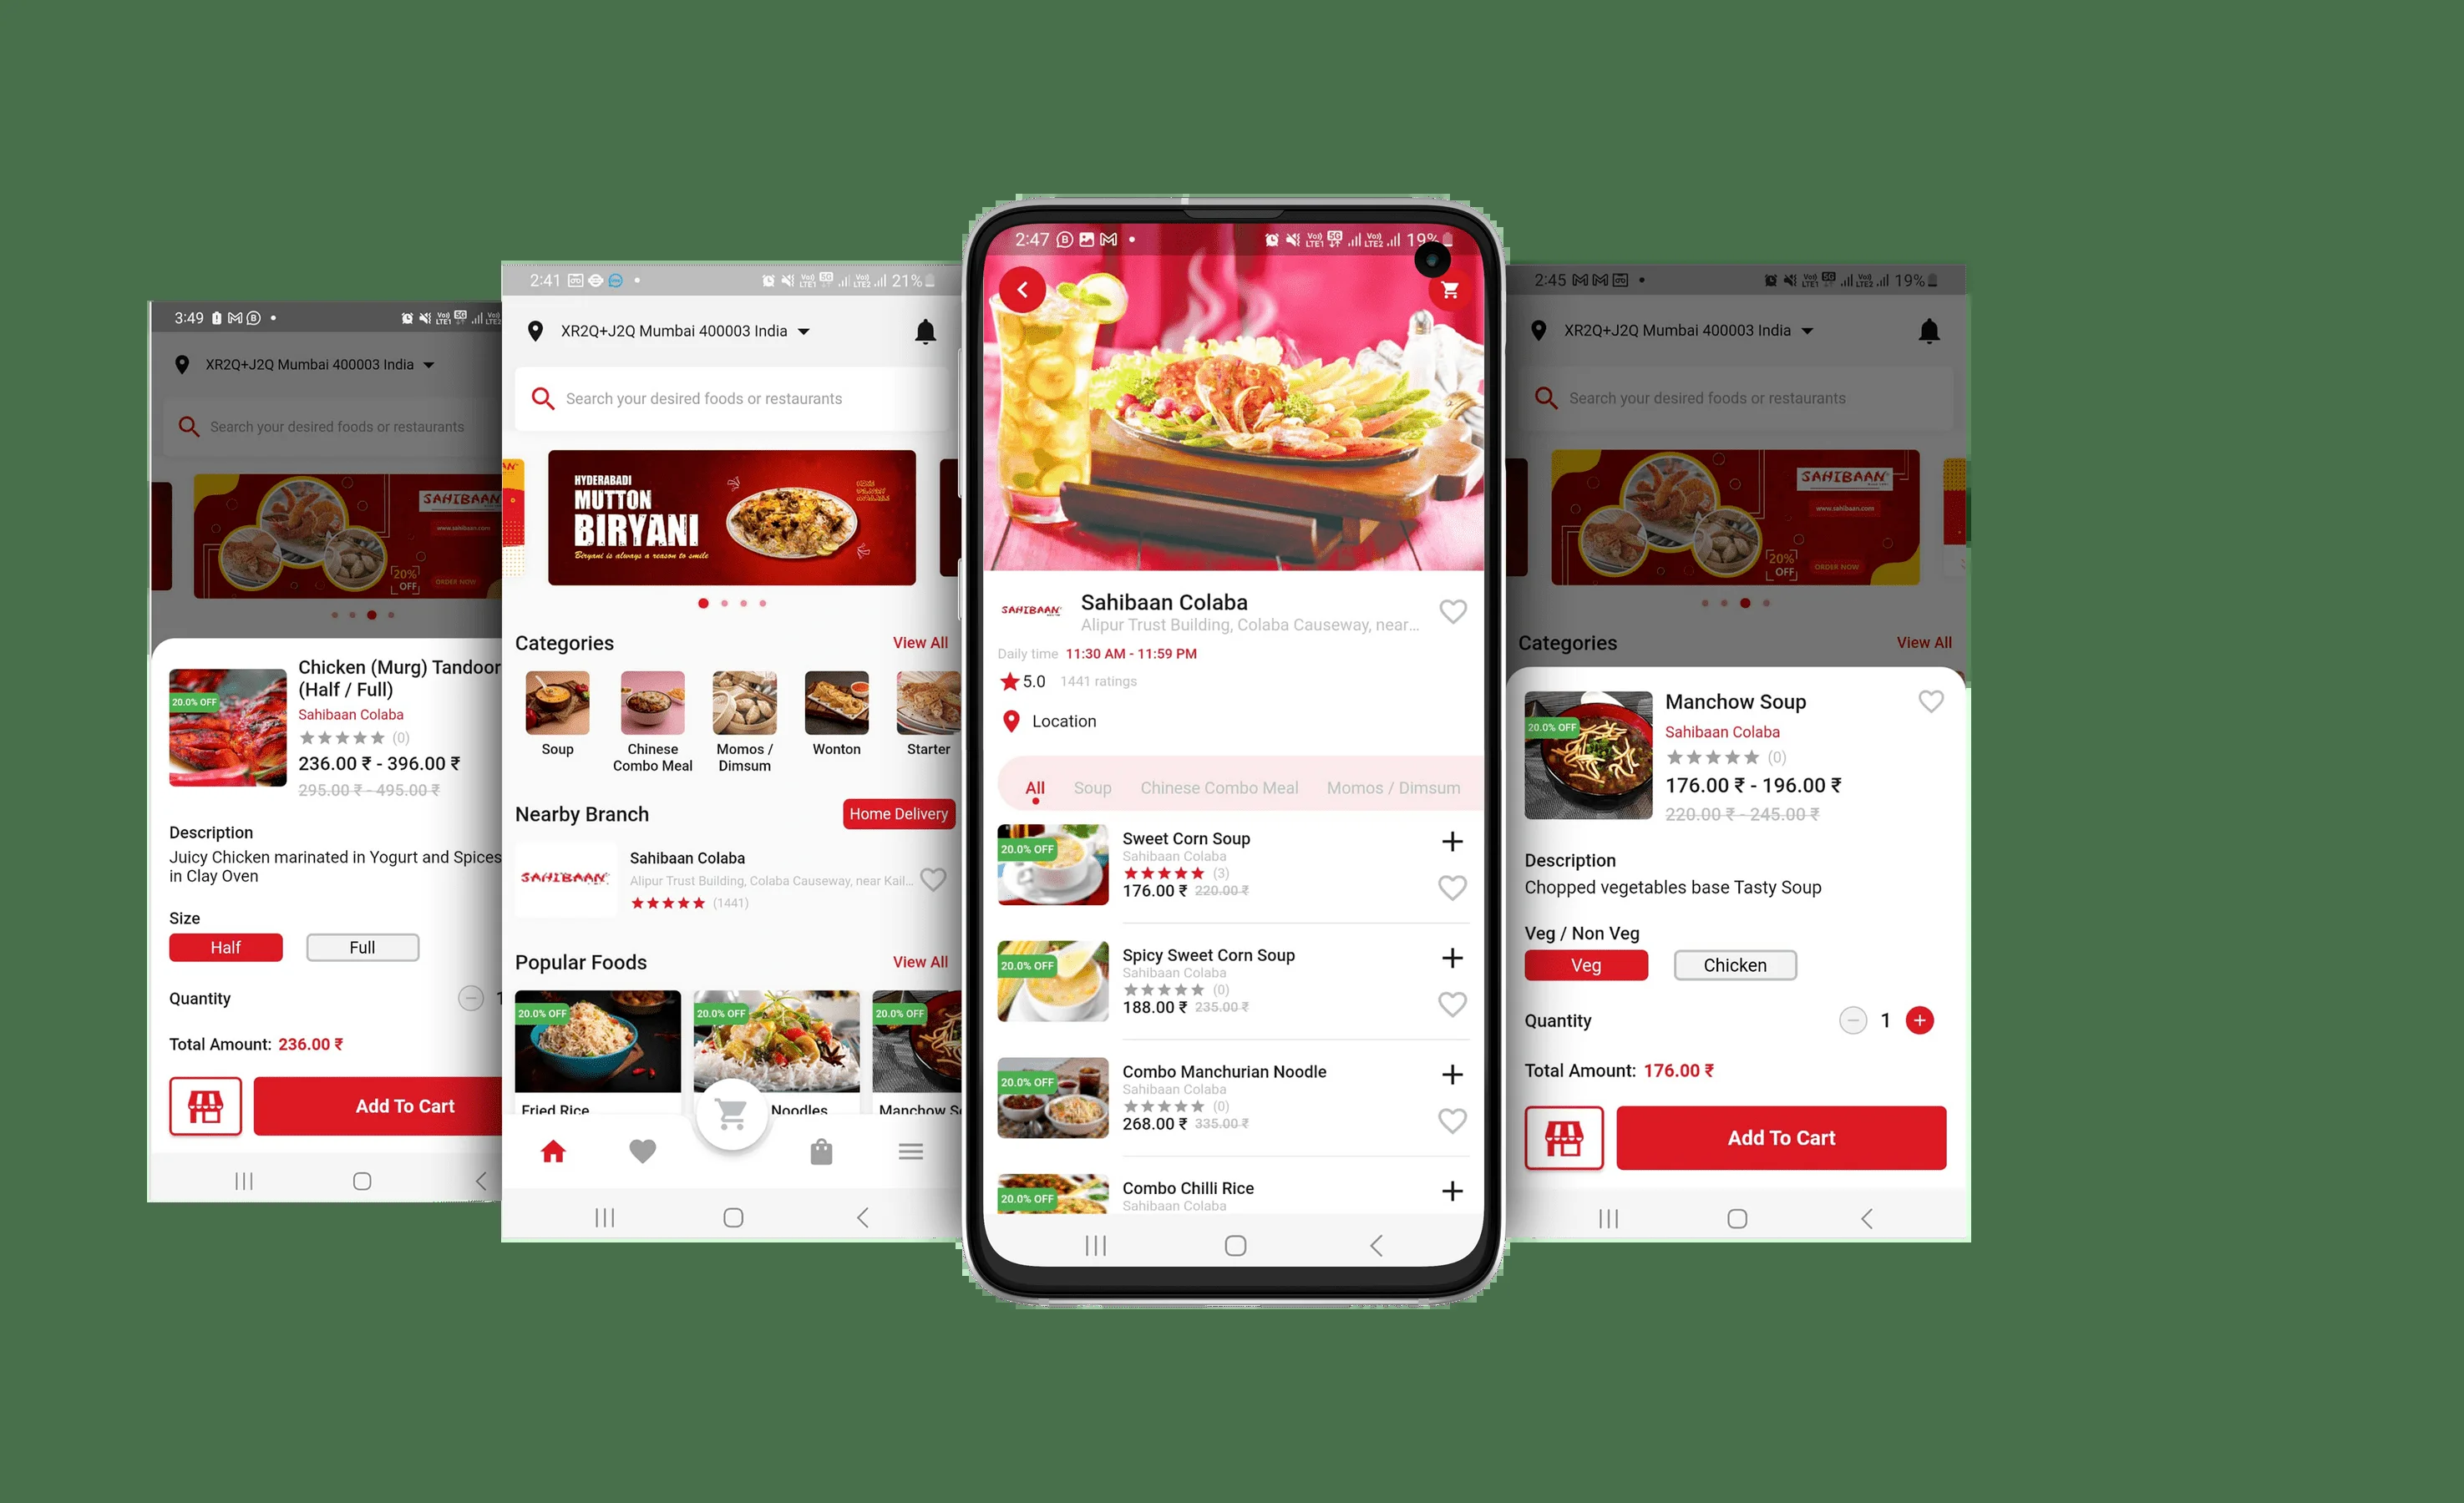 3:49
XR2Q+J2Q Mumbai 400003 India
Search your desired foods or restaurants
SAHIBAAN
www.sahibaan.com
20%
OFF
ORDER NOW
20.0% OFF
Chicken (Murg) Tandoor
(Half / Full)
Sahibaan Colaba
(0)
236.00 ₹ - 396.00 ₹
295.00 ₹ - 495.00 ₹
Description
Juicy Chicken marinated in Yogurt and Spices
in Clay Oven
Size
Half Full
Quantity 1
Total Amount: 236.00 ₹
Add To Cart
2:41 21%
XR2Q+J2Q Mumbai 400003 India
Search your desired foods or restaurants
HYDERABADI
MUTTON
BIRYANI
Biryani is always a reason to smile
Categories View All
Soup
Chinese
Combo Meal
Momos /
Dimsum
Wonton
Starter
Nearby Branch Home Delivery
SAHIBAAN
Sahibaan Colaba
Alipur Trust Building, Colaba Causeway, near Kail...
(1441)
Popular Foods View All
20.0% OFF 20.0% OFF 20.0% OFF
Fried Rice Noodles Manchow S
2:47 19%
SAHIBAAN
Sahibaan Colaba
Alipur Trust Building, Colaba Causeway, near...
Daily time 11:30 AM - 11:59 PM
5.0 1441 ratings
Location
All Soup Chinese Combo Meal Momos / Dimsum
20.0% OFF
Sweet Corn Soup
Sahibaan Colaba
(3)
176.00 ₹ 220.00 ₹
20.0% OFF
Spicy Sweet Corn Soup
Sahibaan Colaba
(0)
188.00 ₹ 235.00 ₹
20.0% OFF
Combo Manchurian Noodle
Sahibaan Colaba
(0)
268.00 ₹ 335.00 ₹
20.0% OFF
Combo Chilli Rice
Sahibaan Colaba
2:45 19%
XR2Q+J2Q Mumbai 400003 India
Search your desired foods or restaurants
SAHIBAAN
www.sahibaan.com
20%
OFF
ORDER NOW
Categories View All
20.0% OFF
Manchow Soup
Sahibaan Colaba
(0)
176.00 ₹ - 196.00 ₹
220.00 ₹ - 245.00 ₹
Description
Chopped vegetables base Tasty Soup
Veg / Non Veg
Veg Chicken
Quantity 1
Total Amount: 176.00 ₹
Add To Cart